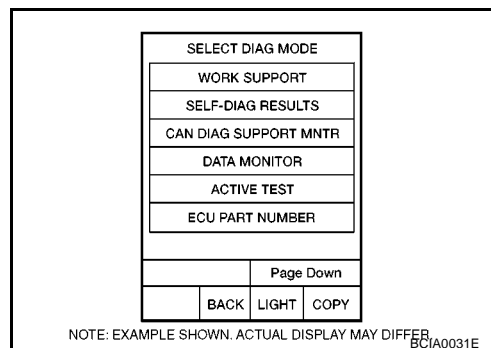 SELECT DIAG MODE
WORK SUPPORT
SELF-DIAG RESULTS
CAN DIAG SUPPORT MNTR
DATA MONITOR
ACTIVE TEST
ECU PART NUMBER
Page Down
BACK LIGHT COPY
NOTE: EXAMPLE SHOWN. ACTUAL DISPLAY MAY DIFFER.
BCIA0031E